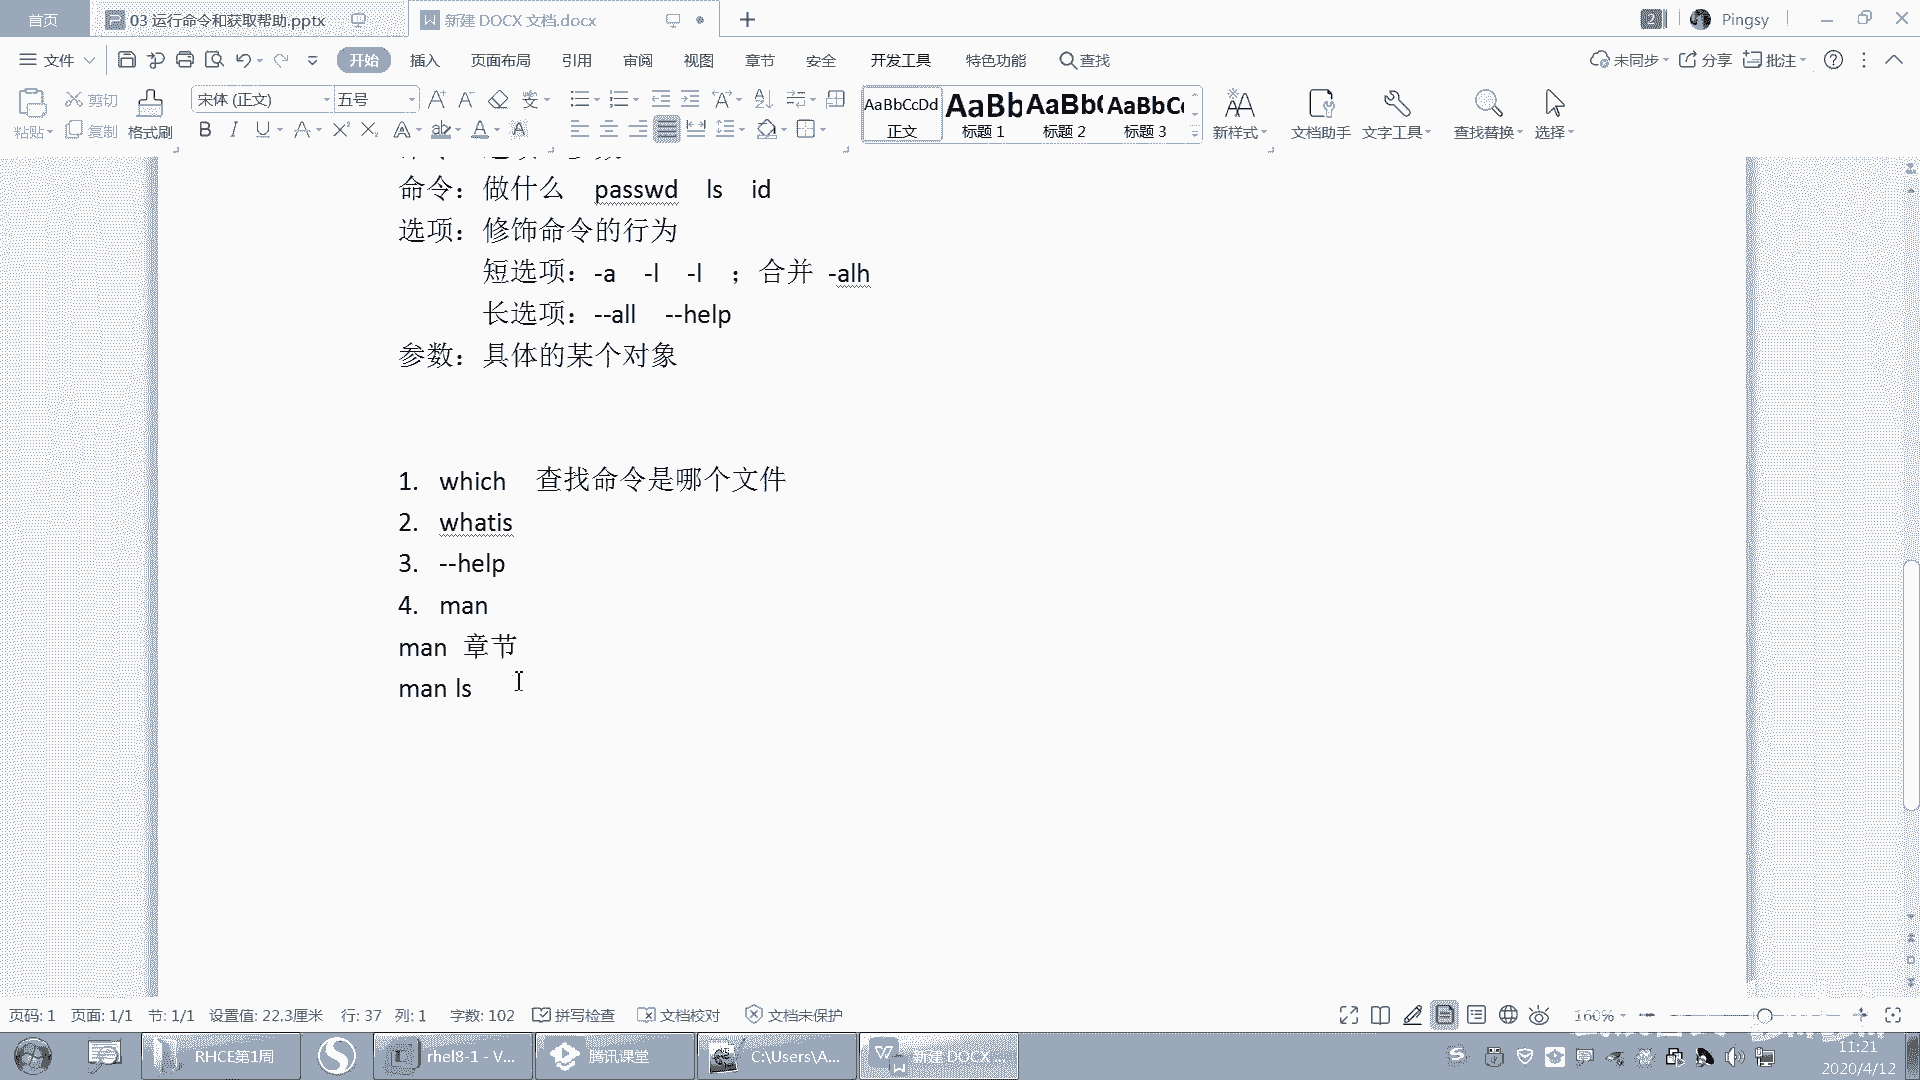 首页 03 运行命令和获取帮助.pptx 新建 DOCX 文档.docx 2 Pingsy
文件 开始 插入 页面布局 引用 审阅 视图 章节 安全 开发工具 特色功能 查找 未同步 分享 批注
粘贴 剪切 复制 格式刷 宋体 (正文) 五号 AaBbCcDd 正文 AaBb 标题 1 AaBb( 标题 2 AaBbC 标题 3 新样式 文档助手 文字工具 查找替换 选择
命令：做什么 passwd ls id
选项：修饰命令的行为
短选项：-a -l -l ；合并 -alh
长选项：--all --help
参数：具体的某个对象
1. which 查找命令是哪个文件
2. whatis
3. --help
4. man
man 章节
man ls
页码: 1 页面: 1/1 节: 1/1 设置值: 22.3厘米 行: 37 列: 1 字数: 102 拼写检查 文档校对 文档未保护 160%
RHCE第1周 rhel8-1 - V... 腾讯课堂 C:\Users\A... 新建 DOCX ... 11:21
2020/4/12